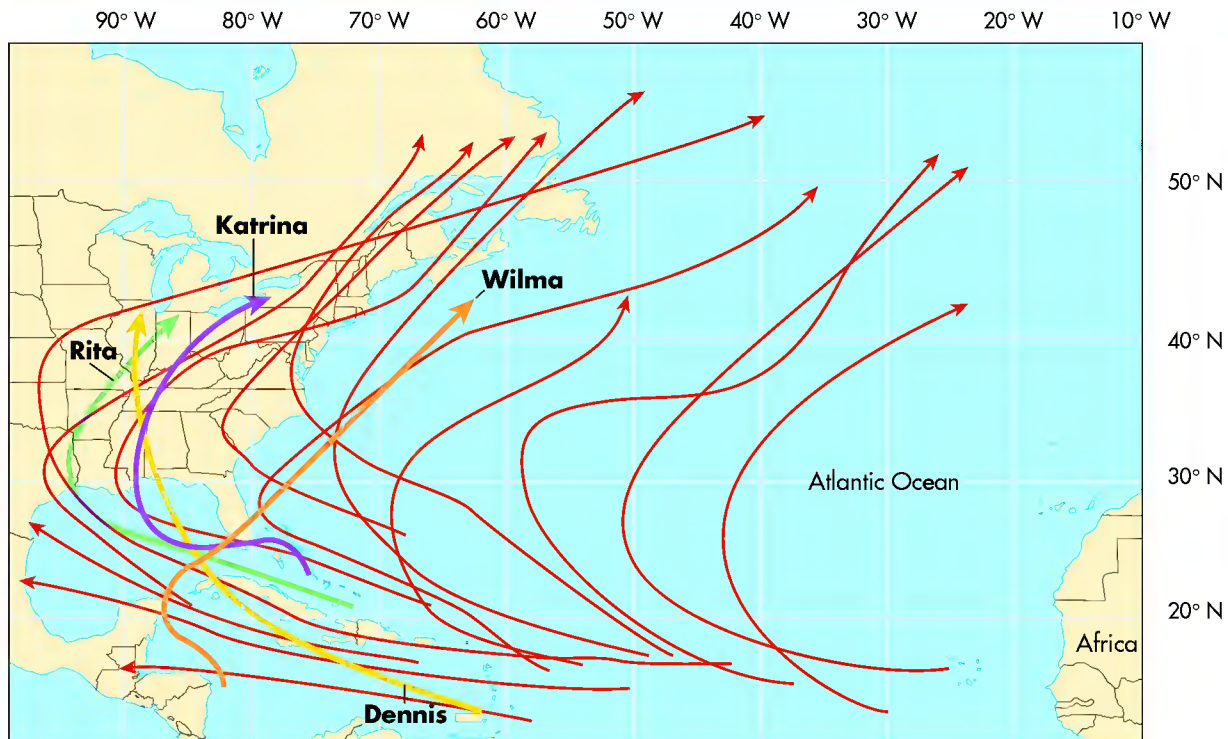 90° W 80° W 70° W 60° W 50° W 40° W 30° W 20° W 10° W
50° N
Katrina
Wilma
40° N
Rita
30° N
Atlantic Ocean
20° N
Africa
Dennis